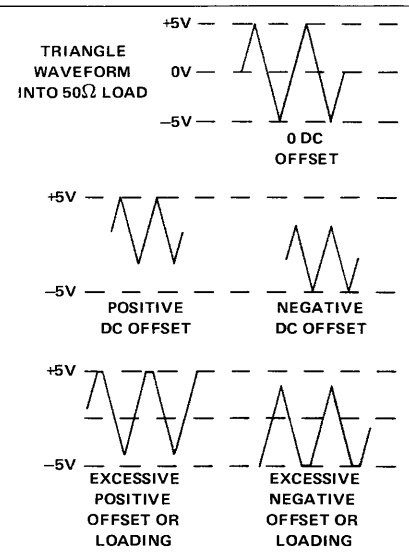 +5V
TRIANGLE
WAVEFORM
INTO 50Ω LOAD
0V
–5V
0 DC
OFFSET
+5V
–5V
POSITIVE
DC OFFSET
NEGATIVE
DC OFFSET
+5V
–5V
EXCESSIVE
POSITIVE
OFFSET OR
LOADING
EXCESSIVE
NEGATIVE
OFFSET OR
LOADING